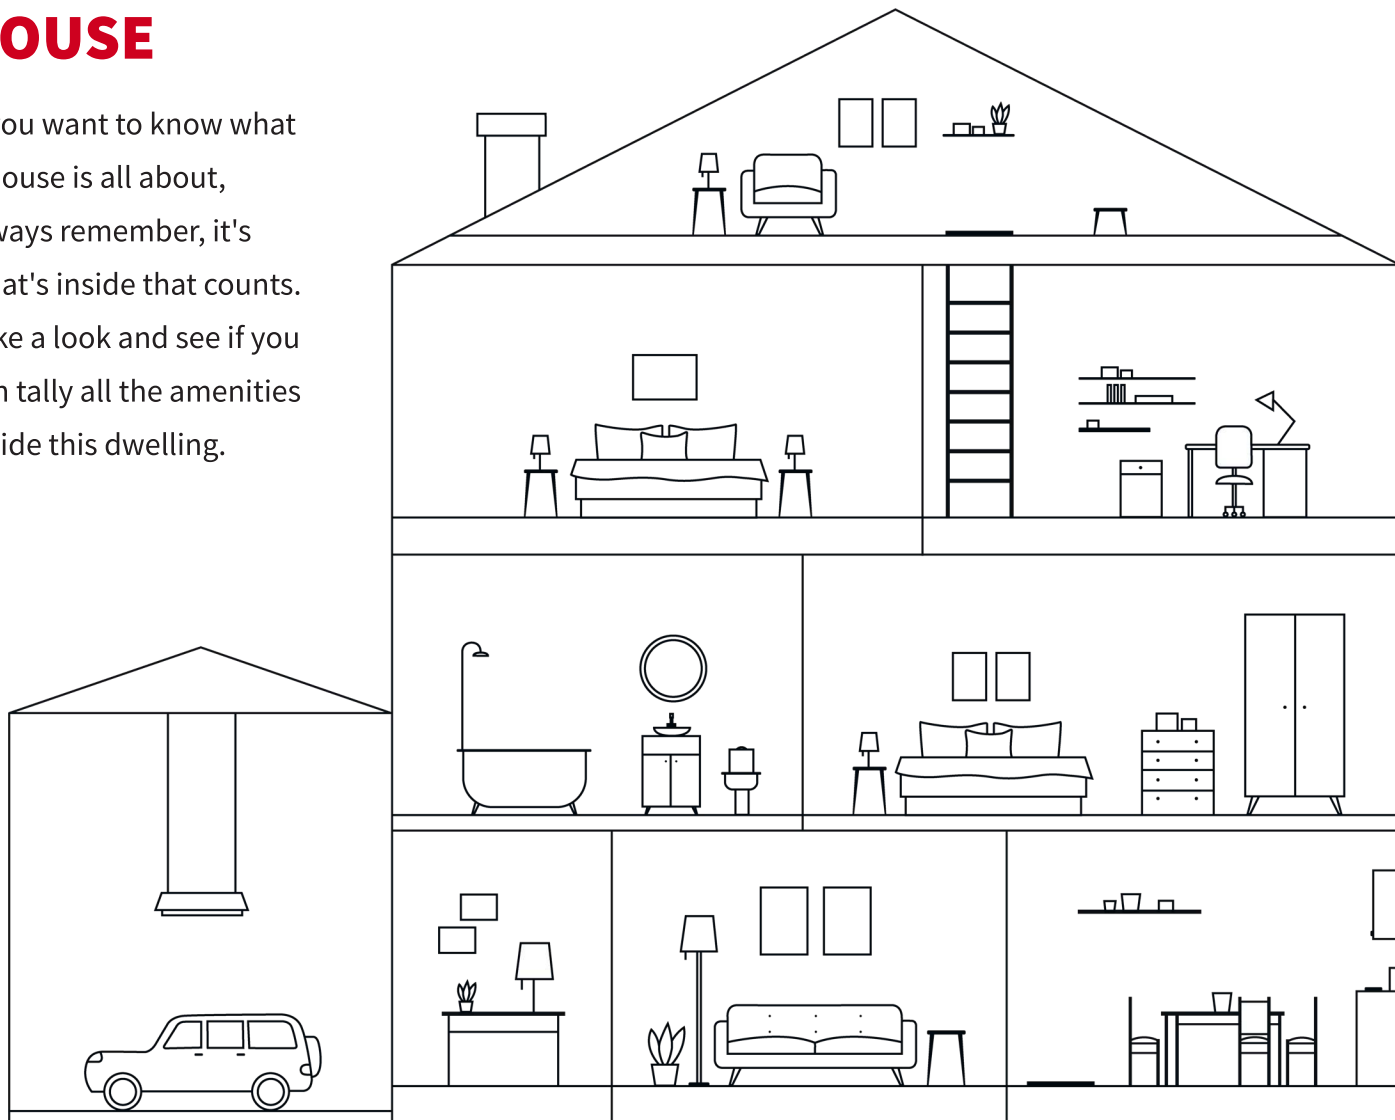 OUSE
ou want to know what
ouse is all about,
ways remember, it's
at's inside that counts.
ke a look and see if you
n tally all the amenities
ide this dwelling.